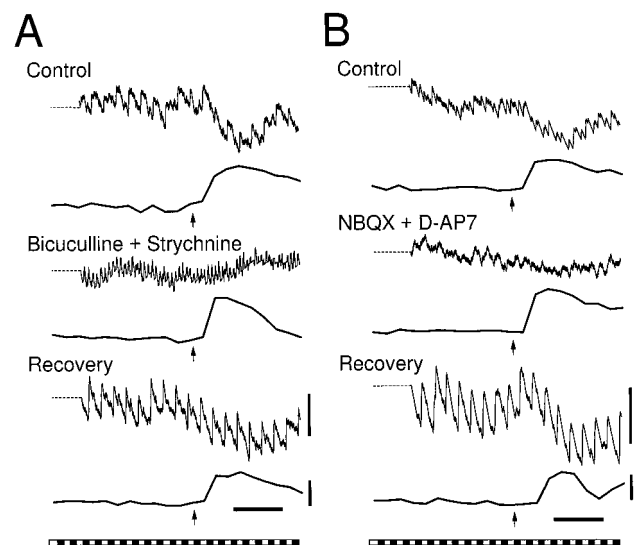 A
Control
Bicuculline + Strychnine
Recovery
B
Control
NBQX + D-AP7
Recovery